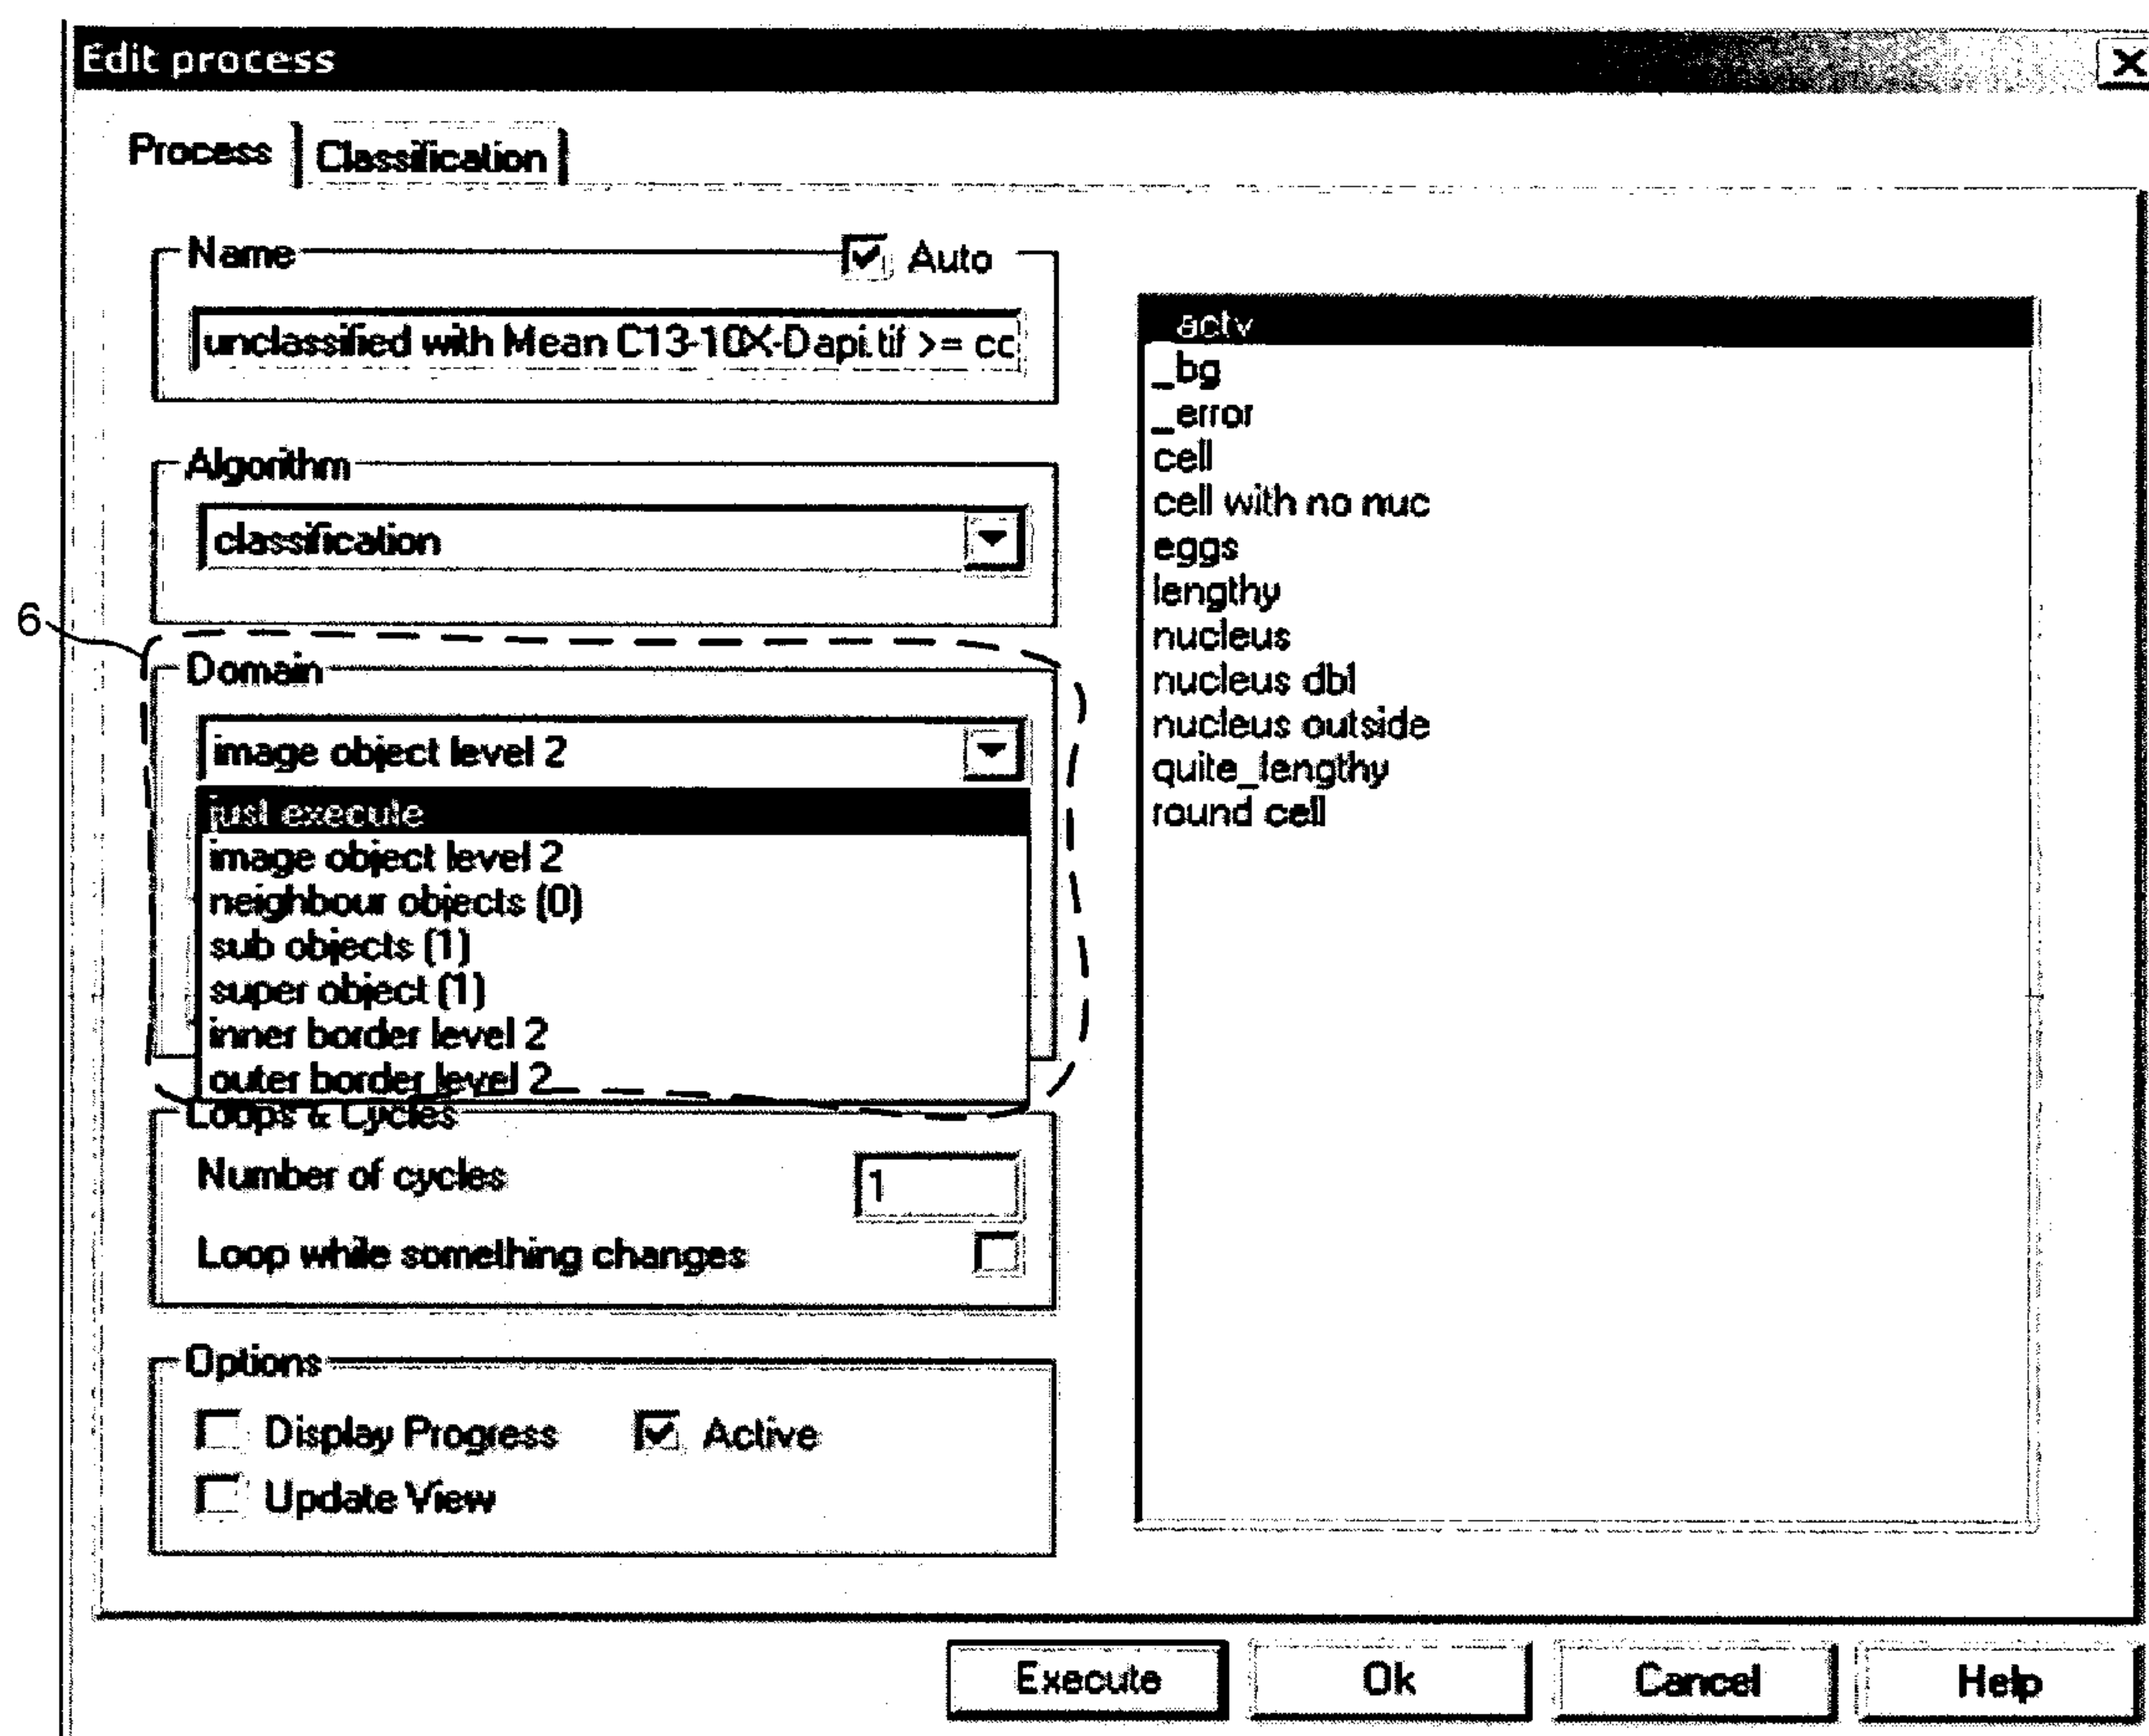 Edit process
Process
Classification
Name
Auto
unclassified with Mean C13-10X-Dapi.tif >= cc
Algorithm
classification
6
Domain
image object level 2
just execute
image object level 2
neighbour objects (0)
sub objects (1)
super object (1)
inner border level 2
outer border level 2
Loops & Cycles
Number of cycles
1
Loop while something changes
Options
Display Progress
Active
Update View
_actv
_bg
_error
cell
cell with no nuc
eggs
lengthy
nucleus
nucleus dbl
nucleus outside
quite_lengthy
round cell
Execute
Ok
Cancel
Help